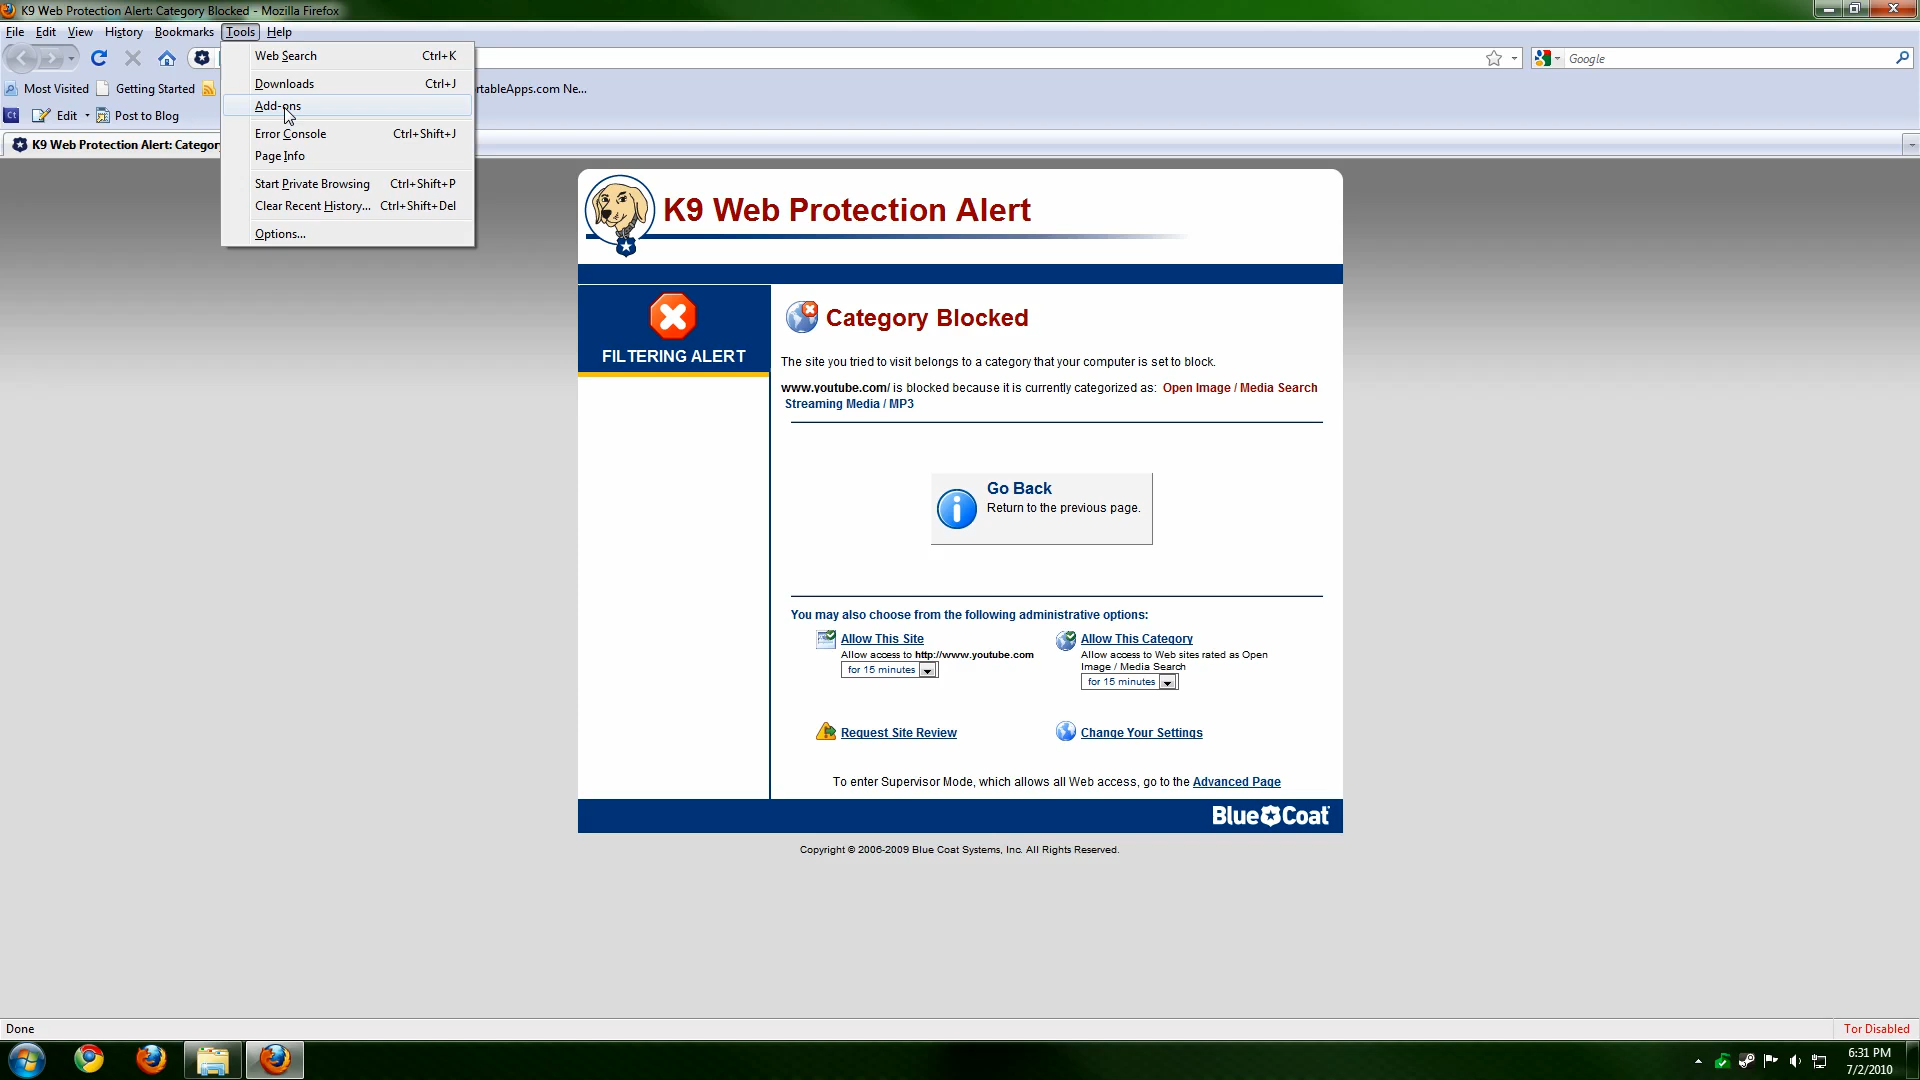 K9 Web Protection Alert: Category Blocked - Mozilla Firefox
File Edit View History Bookmarks Tools Help
Web Search Ctrl+K
Google
Downloads Ctrl+J
Most Visited Getting Started rtableApps.com Ne...
Add-ons
Ct Edit Post to Blog
Error Console Ctrl+Shift+J
K9 Web Protection Alert: Categor
Page Info
Start Private Browsing Ctrl+Shift+P
Clear Recent History... Ctrl+Shift+Del
Options...
K9 Web Protection Alert
FILTERING ALERT
Category Blocked
The site you tried to visit belongs to a category that your computer is set to block.
www.youtube.com/ is blocked because it is currently categorized as: Open Image / Media Search
Streaming Media / MP3
Go Back
Return to the previous page.
You may also choose from the following administrative options:
Allow This Site
Allow access to http://www.youtube.com
for 15 minutes
Allow This Category
Allow access to Web sites rated as Open
Image / Media Search
for 15 minutes
Request Site Review
Change Your Settings
To enter Supervisor Mode, which allows all Web access, go to the Advanced Page
Blue Coat
Copyright © 2006-2009 Blue Coat Systems, Inc. All Rights Reserved.
Done
Tor Disabled
6:31 PM
7/2/2010